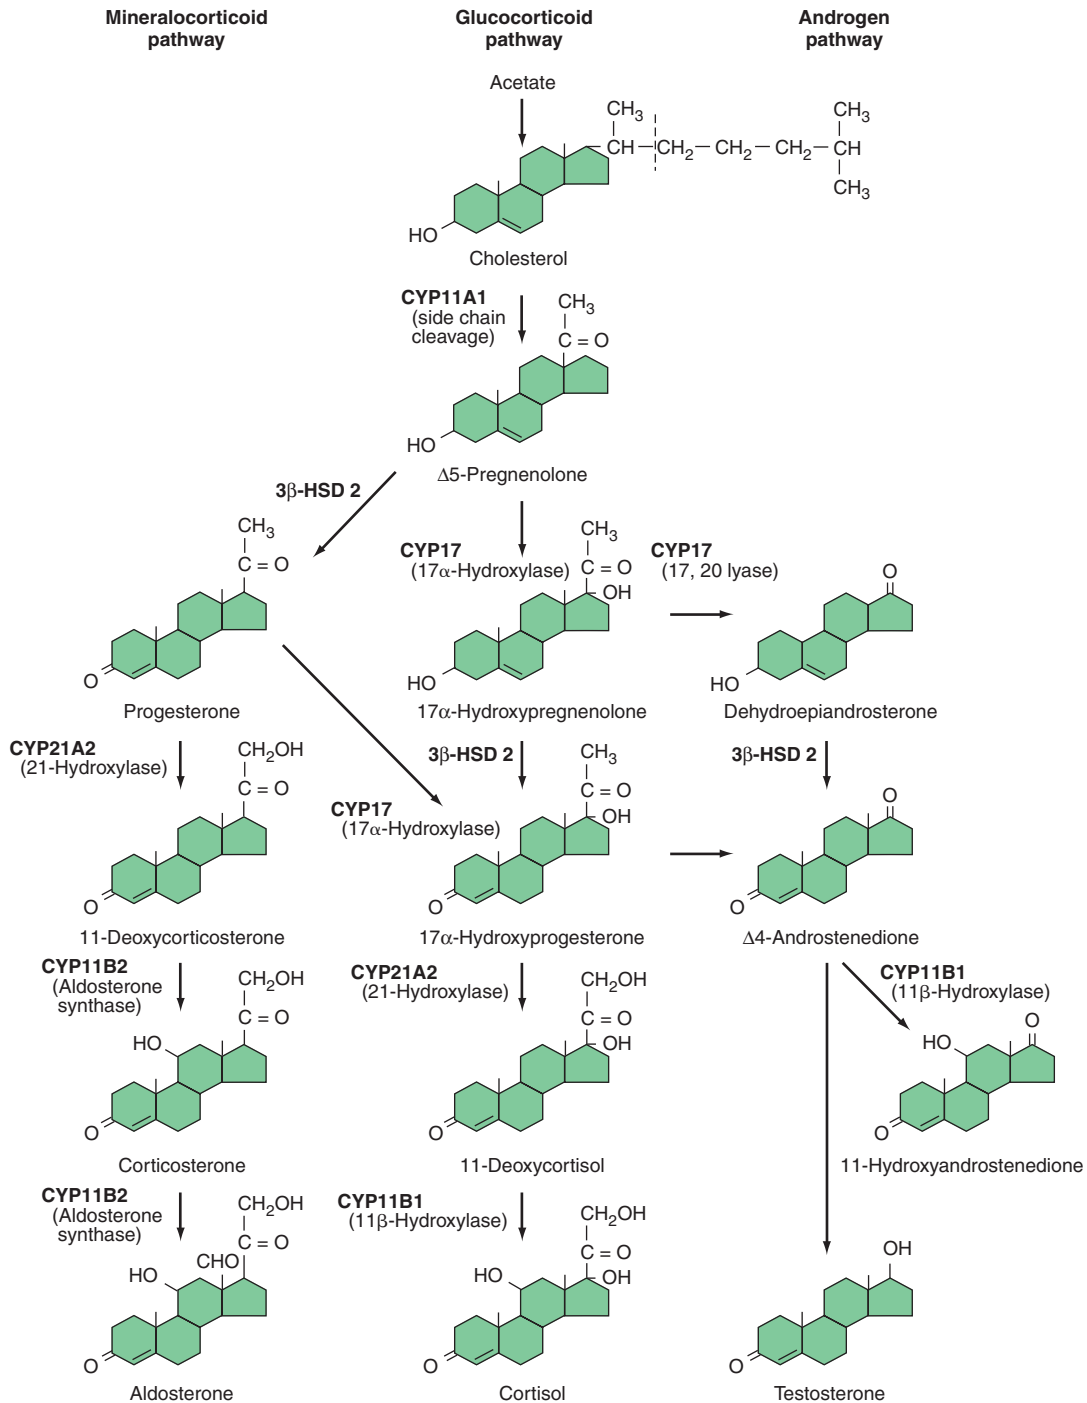 Mineralocorticoid
pathway
Glucocorticoid
pathway
Androgen
pathway
Acetate
CH₃
CH
CH₂
CH₂
CH₂
CH
CH₃
CH₃
HO
Cholesterol
CYP11A1
(side chain
cleavage)
CH₃
C = O
HO
Δ5-Pregnenolone
3β-HSD 2
CH₃
C = O
O
Progesterone
CYP17
(17α-Hydroxylase)
CH₃
C = O
OH
HO
17α-Hydroxypregnenolone
CYP17
(17, 20 lyase)
O
HO
Dehydroepiandrosterone
CYP21A2
(21-Hydroxylase)
CH₂OH
C = O
O
11-Deoxycorticosterone
3β-HSD 2
CYP17
(17α-Hydroxylase)
CH₃
C = O
OH
O
17α-Hydroxyprogesterone
3β-HSD 2
O
O
Δ4-Androstenedione
CYP11B2
(Aldosterone
synthase)
CH₂OH
C = O
HO
O
Corticosterone
CYP21A2
(21-Hydroxylase)
CH₂OH
C = O
OH
O
11-Deoxycortisol
CYP11B1
(11β-Hydroxylase)
O
HO
O
11-Hydroxyandrostenedione
CYP11B2
(Aldosterone
synthase)
CH₂OH
C = O
CHO
HO
O
Aldosterone
CYP11B1
(11β-Hydroxylase)
CH₂OH
C = O
OH
HO
O
Cortisol
OH
O
Testosterone